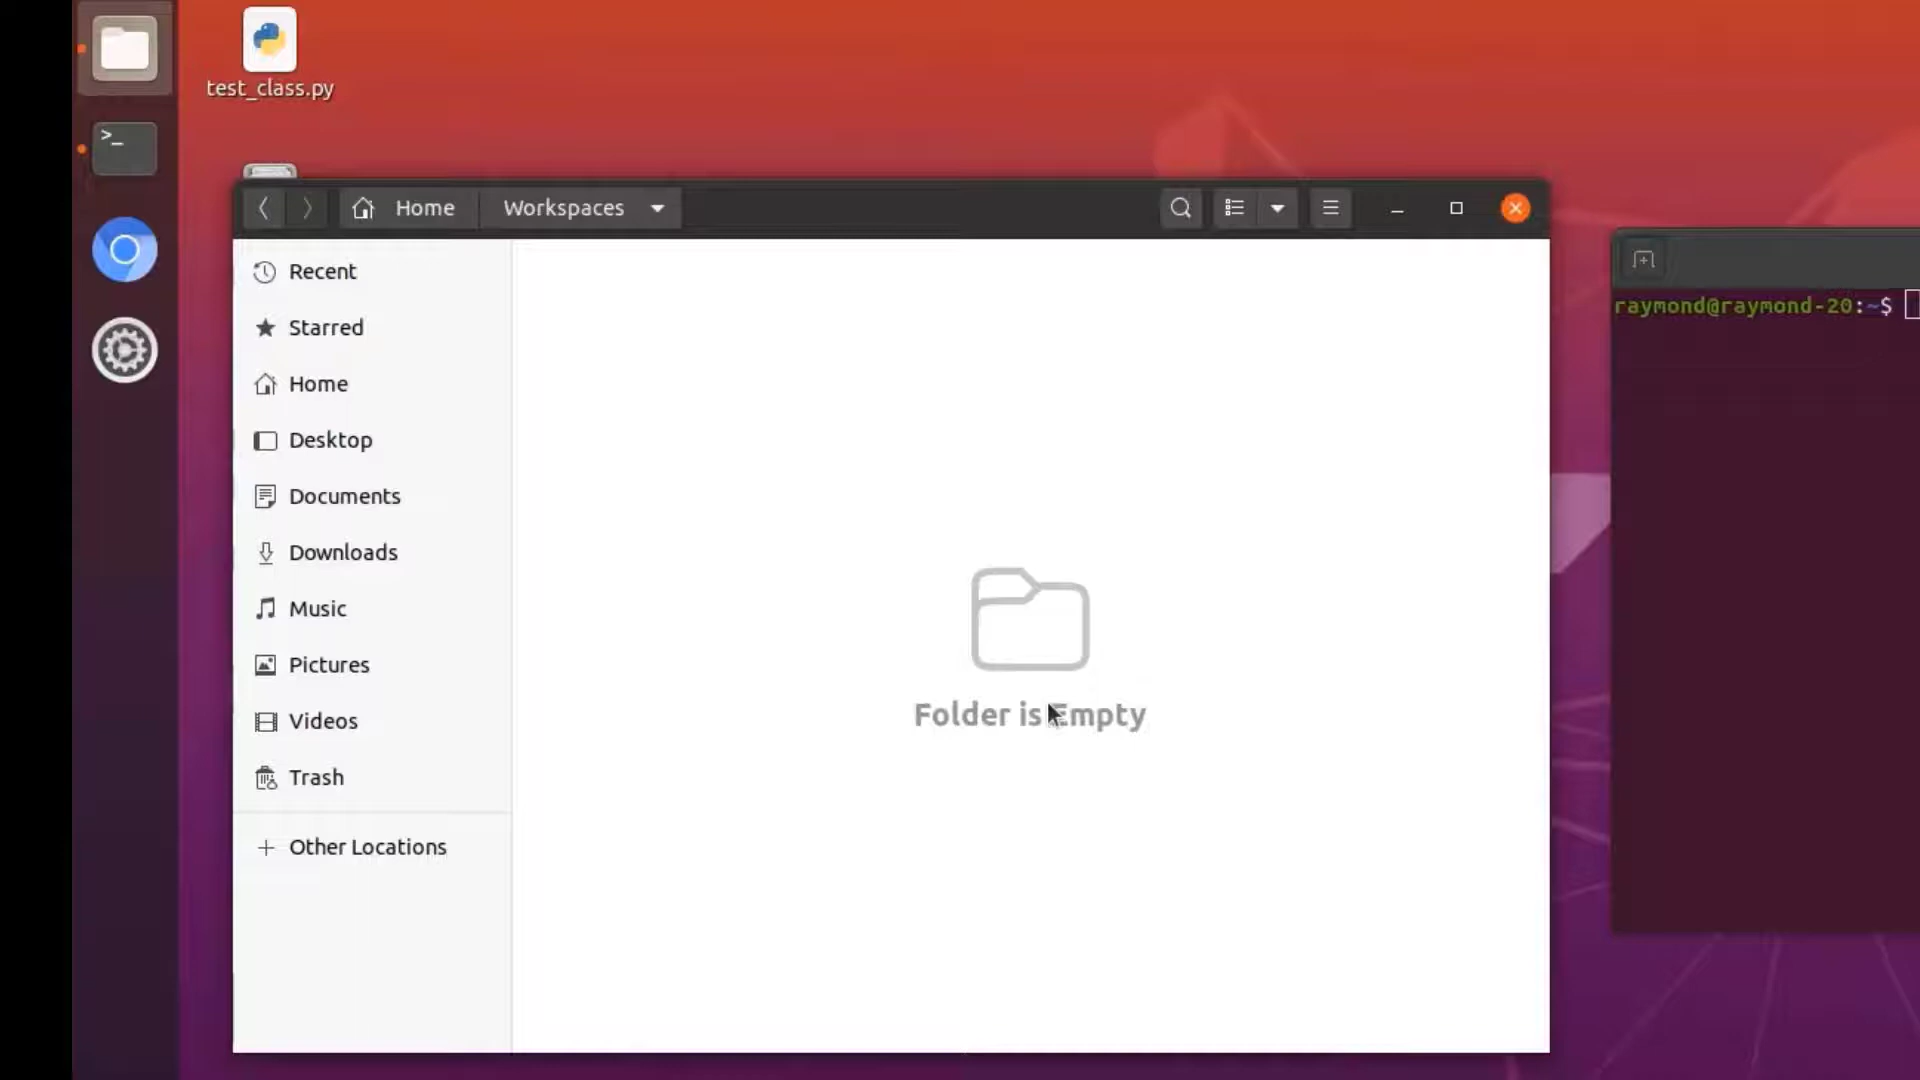 test_class.py
Home
Workspaces
Recent
Starred
Home
Desktop
Documents
Downloads
Music
Pictures
Videos
Trash
Other Locations
Folder is Empty
>_
raymond@raymond-20:~$